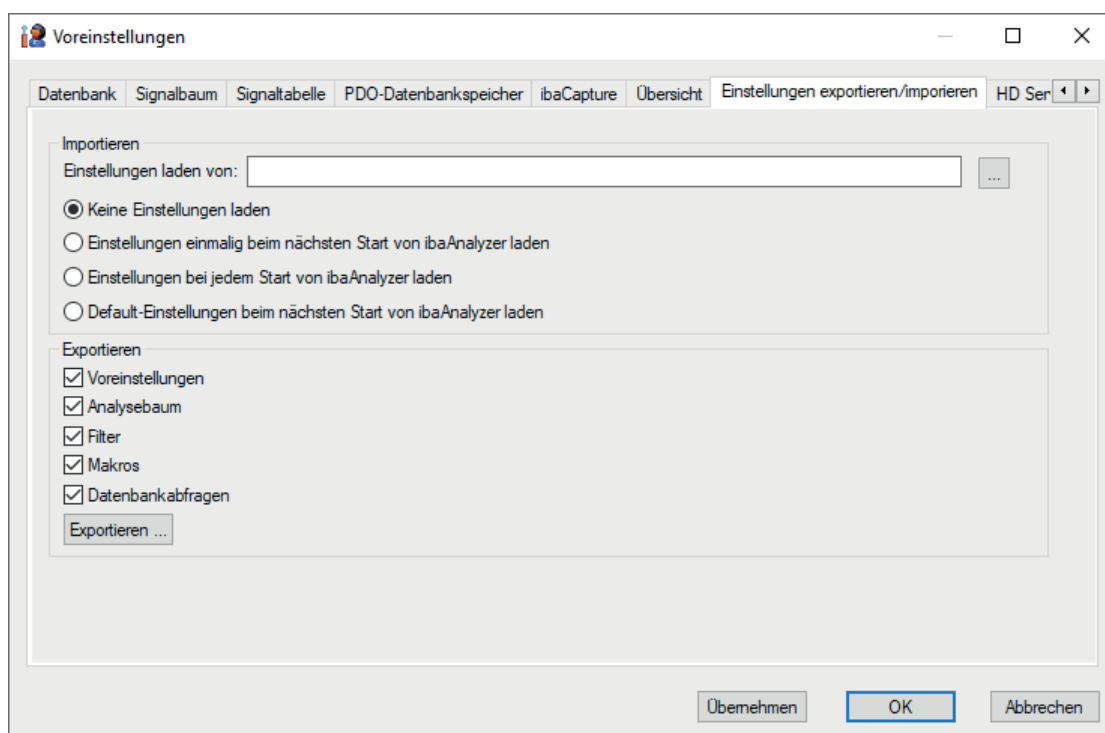 Voreinstellungen
Datenbank Signalbaum Signaltabelle PDO-Datenbankspeicher ibaCapture Übersicht Einstellungen exportieren/imporieren HD Ser
Importieren
Einstellungen laden von: ...
Keine Einstellungen laden
Einstellungen einmalig beim nächsten Start von ibaAnalyzer laden
Einstellungen bei jedem Start von ibaAnalyzer laden
Default-Einstellungen beim nächsten Start von ibaAnalyzer laden
Exportieren
Voreinstellungen
Analysebaum
Filter
Makros
Datenbankabfragen
Exportieren ...
Übernehmen OK Abbrechen